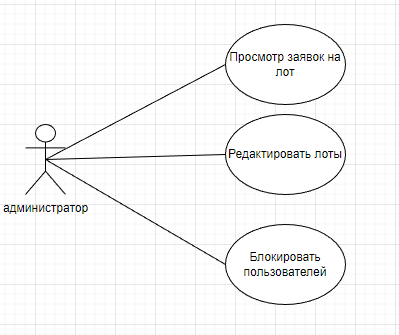 Просмотр заявок на
лот
Редактировать лоты
администратор
Блокировать
пользователей